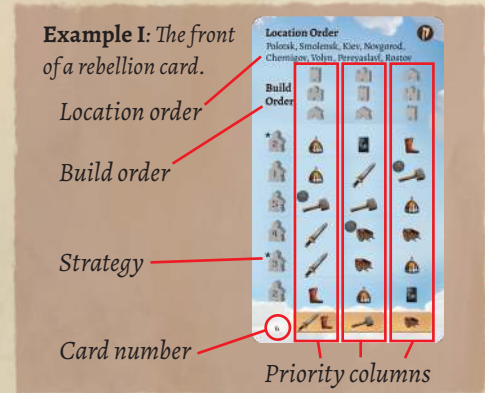 Example I: The front
of a rebellion card.
Location order
Build order
Strategy
Card number
Priority columns
Location Order
Polotsk, Smolensk, Kiev, Novgorod,
Chernigov, Volyn, Pereyaslavl, Rostov
Build
Order
6